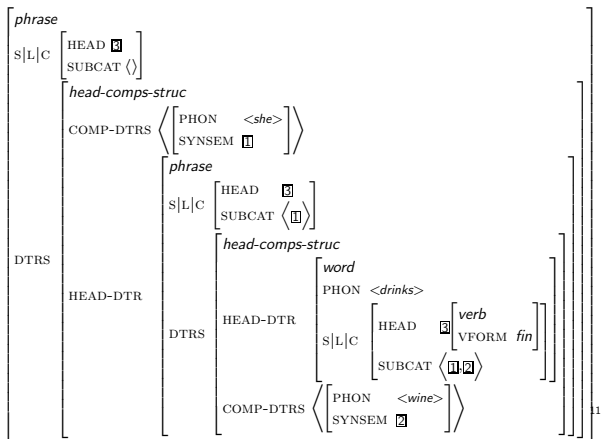 phrase
S|L|C HEAD 3
SUBCAT ⟨⟩
head-comps-struc
COMP-DTRS ⟨ PHON <she>
SYNSEM 1 ⟩
phrase
S|L|C HEAD 3
SUBCAT ⟨ 1 ⟩
head-comps-struc
word
PHON <drinks>
S|L|C HEAD 3 verb
VFORM fin
SUBCAT ⟨ 1, 2 ⟩
HEAD-DTR
COMP-DTRS ⟨ PHON <wine>
SYNSEM 2 ⟩
DTRS
HEAD-DTR
DTRS
11